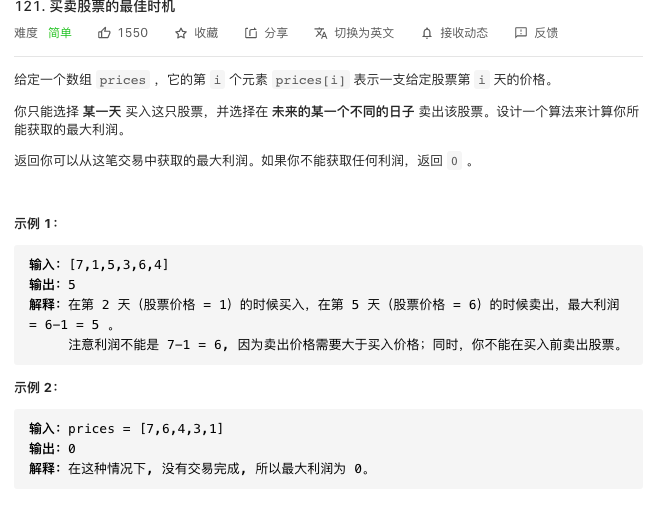 121. 买卖股票的最佳时机
难度 简单 1550 收藏 分享 切换为英文 接收动态 反馈
给定一个数组 prices ，它的第 i 个元素 prices[i] 表示一支给定股票第 i 天的价格。
你只能选择 某一天 买入这只股票，并选择在 未来的某一个不同的日子 卖出该股票。设计一个算法来计算你所
能获取的最大利润。
返回你可以从这笔交易中获取的最大利润。如果你不能获取任何利润，返回 0 。
示例 1：
输入：[7,1,5,3,6,4]
输出：5
解释：在第 2 天（股票价格 = 1）的时候买入，在第 5 天（股票价格 = 6）的时候卖出，最大利润
= 6-1 = 5 。
注意利润不能是 7-1 = 6, 因为卖出价格需要大于买入价格；同时，你不能在买入前卖出股票。
示例 2：
输入：prices = [7,6,4,3,1]
输出：0
解释：在这种情况下, 没有交易完成, 所以最大利润为 0。